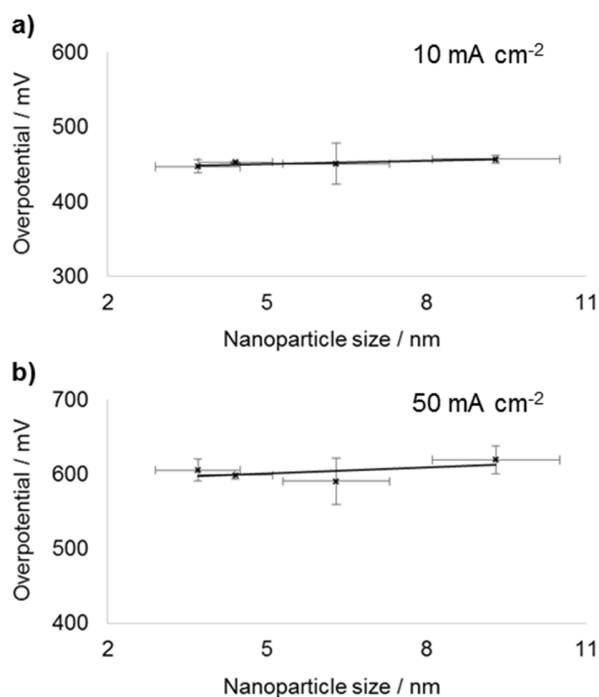 a)
10 mA cm-2
Overpotential / mV
600
500
400
300
2 5 8 11
Nanoparticle size / nm
b)
50 mA cm-2
Overpotential / mV
700
600
500
400
2 5 8 11
Nanoparticle size / nm